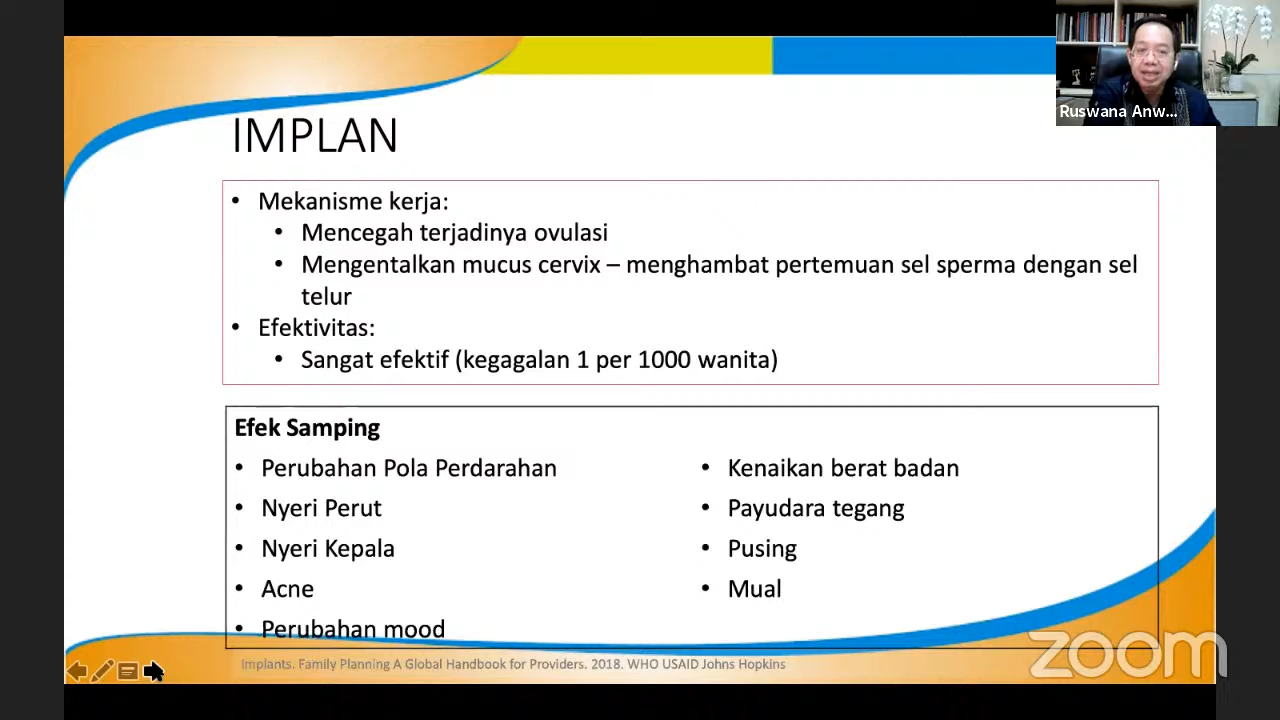 Ruswana Anw...
IMPLAN
• Mekanisme kerja:
• Mencegah terjadinya ovulasi
• Mengentalkan mucus cervix – menghambat pertemuan sel sperma dengan sel
telur
• Efektivitas:
• Sangat efektif (kegagalan 1 per 1000 wanita)
Efek Samping
• Perubahan Pola Perdarahan
• Nyeri Perut
• Nyeri Kepala
• Acne
• Perubahan mood
• Kenaikan berat badan
• Payudara tegang
• Pusing
• Mual
Implants. Family Planning A Global Handbook for Providers. 2018. WHO USAID Johns Hopkins
zoom